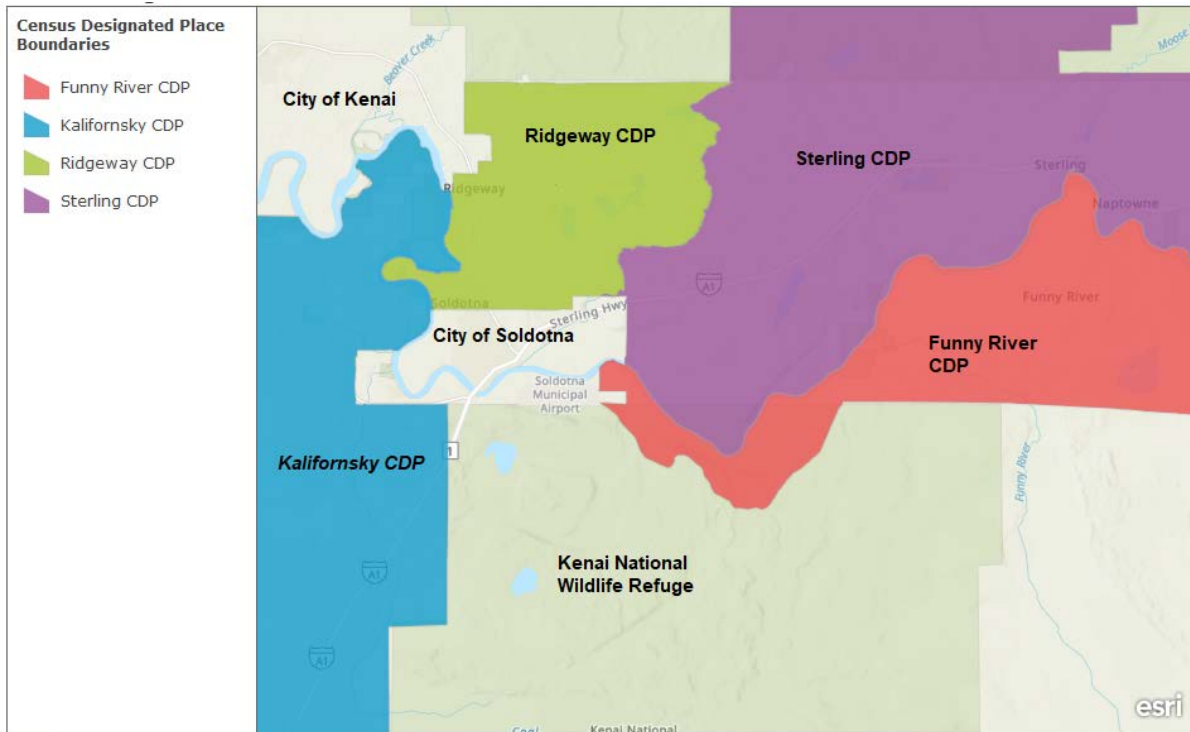 Census Designated Place
Boundaries
Funny River CDP
Kalifornsky CDP
Ridgeway CDP
Sterling CDP
City of Kenai
Beaver Creek
Ridgeway CDP
Ridgeway
Sterling CDP
Moose
Sterling
Naptowne
A1
Funny River
Funny River
CDP
Soldotna
Sterling Hwy
City of Soldotna
Soldotna
Municipal
Airport
1
Kalifornsky CDP
Funny River
Kenai National
Wildlife Refuge
A1
A1
Kenai National
esri